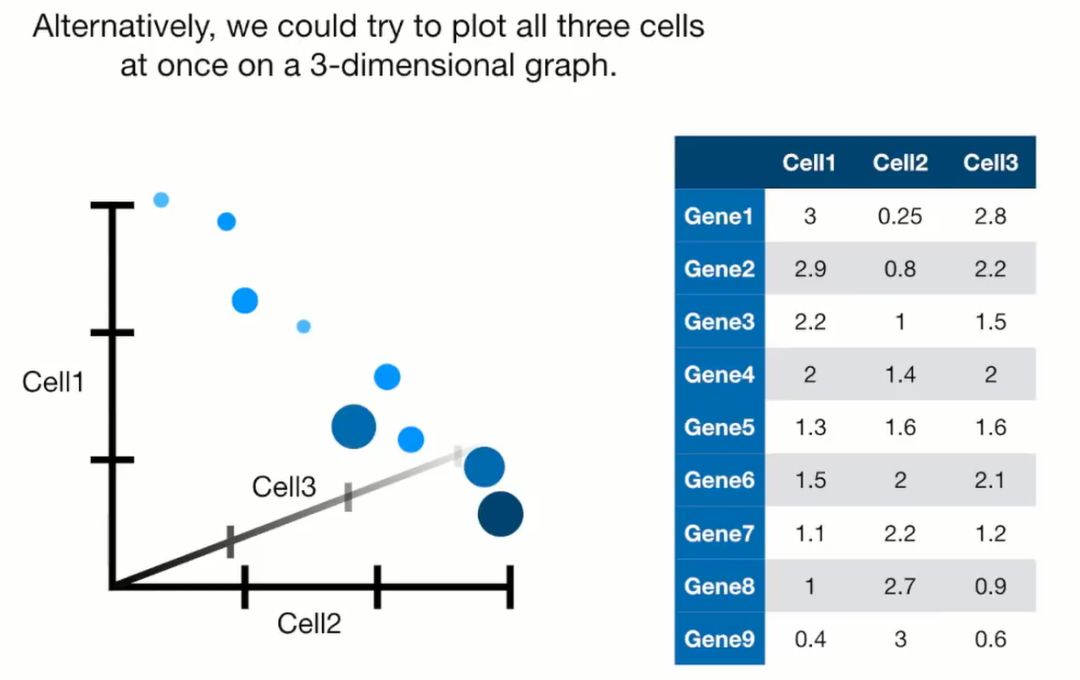 Alternatively, we could try to plot all three cells
at once on a 3-dimensional graph.
Cell1
Cell3
Cell2
Cell1 Cell2 Cell3
Gene1 3 0.25 2.8
Gene2 2.9 0.8 2.2
Gene3 2.2 1 1.5
Gene4 2 1.4 2
Gene5 1.3 1.6 1.6
Gene6 1.5 2 2.1
Gene7 1.1 2.2 1.2
Gene8 1 2.7 0.9
Gene9 0.4 3 0.6